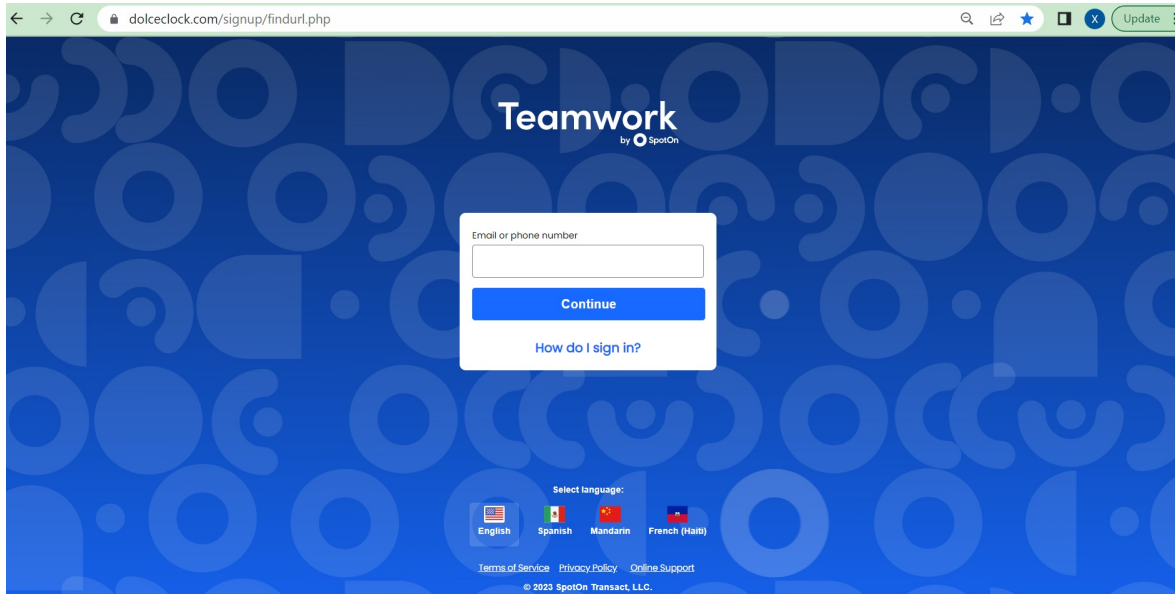 dolceclock.com/signup/findurl.php
X
Update
Teamwork
by SpotOn
Email or phone number
Continue
How do I sign in?
Select language:
English Spanish Mandarin French (Haiti)
Terms of Service Privacy Policy Online Support
© 2023 SpotOn Transact, LLC.